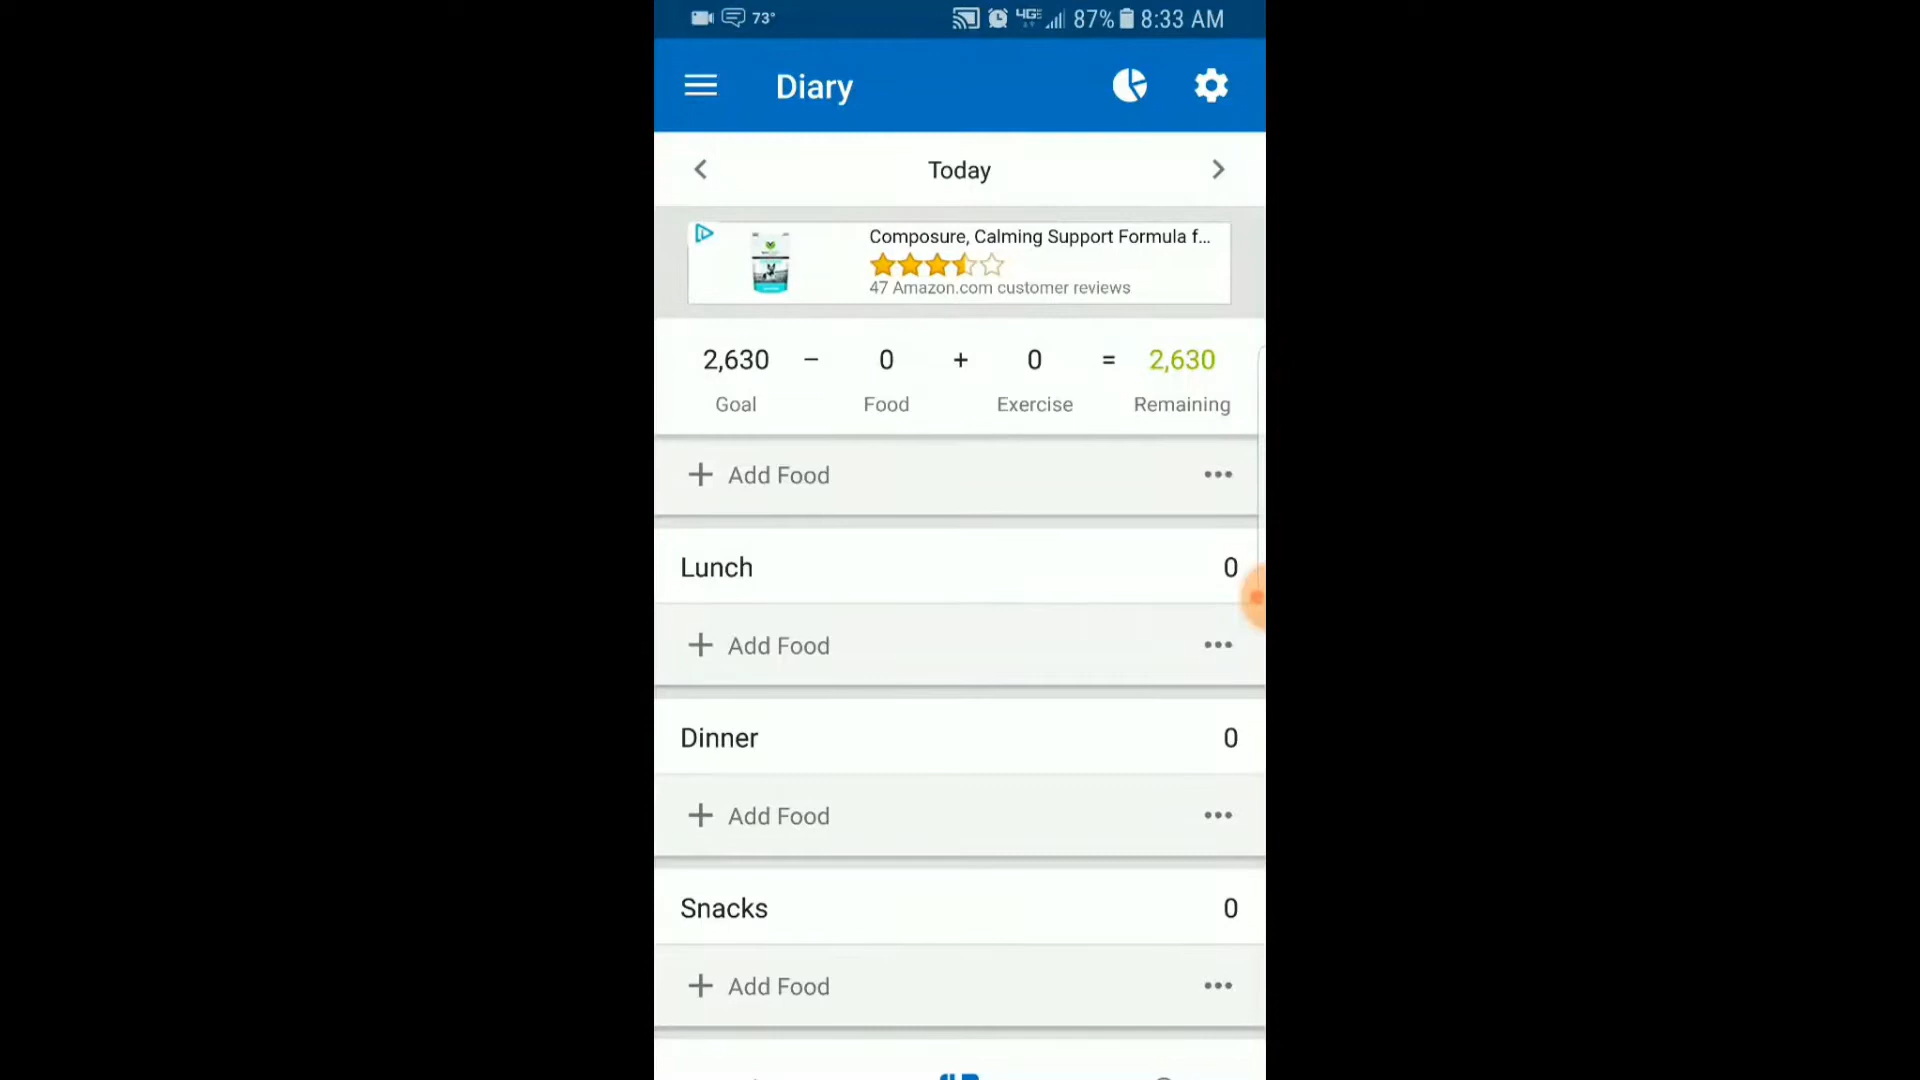 73°
4GE 87% 8:33 AM
Diary
Today
Composure, Calming Support Formula f...
47 Amazon.com customer reviews
2,630 − 0 + 0 = 2,630
Goal Food Exercise Remaining
+ Add Food
Lunch 0
+ Add Food
Dinner 0
+ Add Food
Snacks 0
+ Add Food